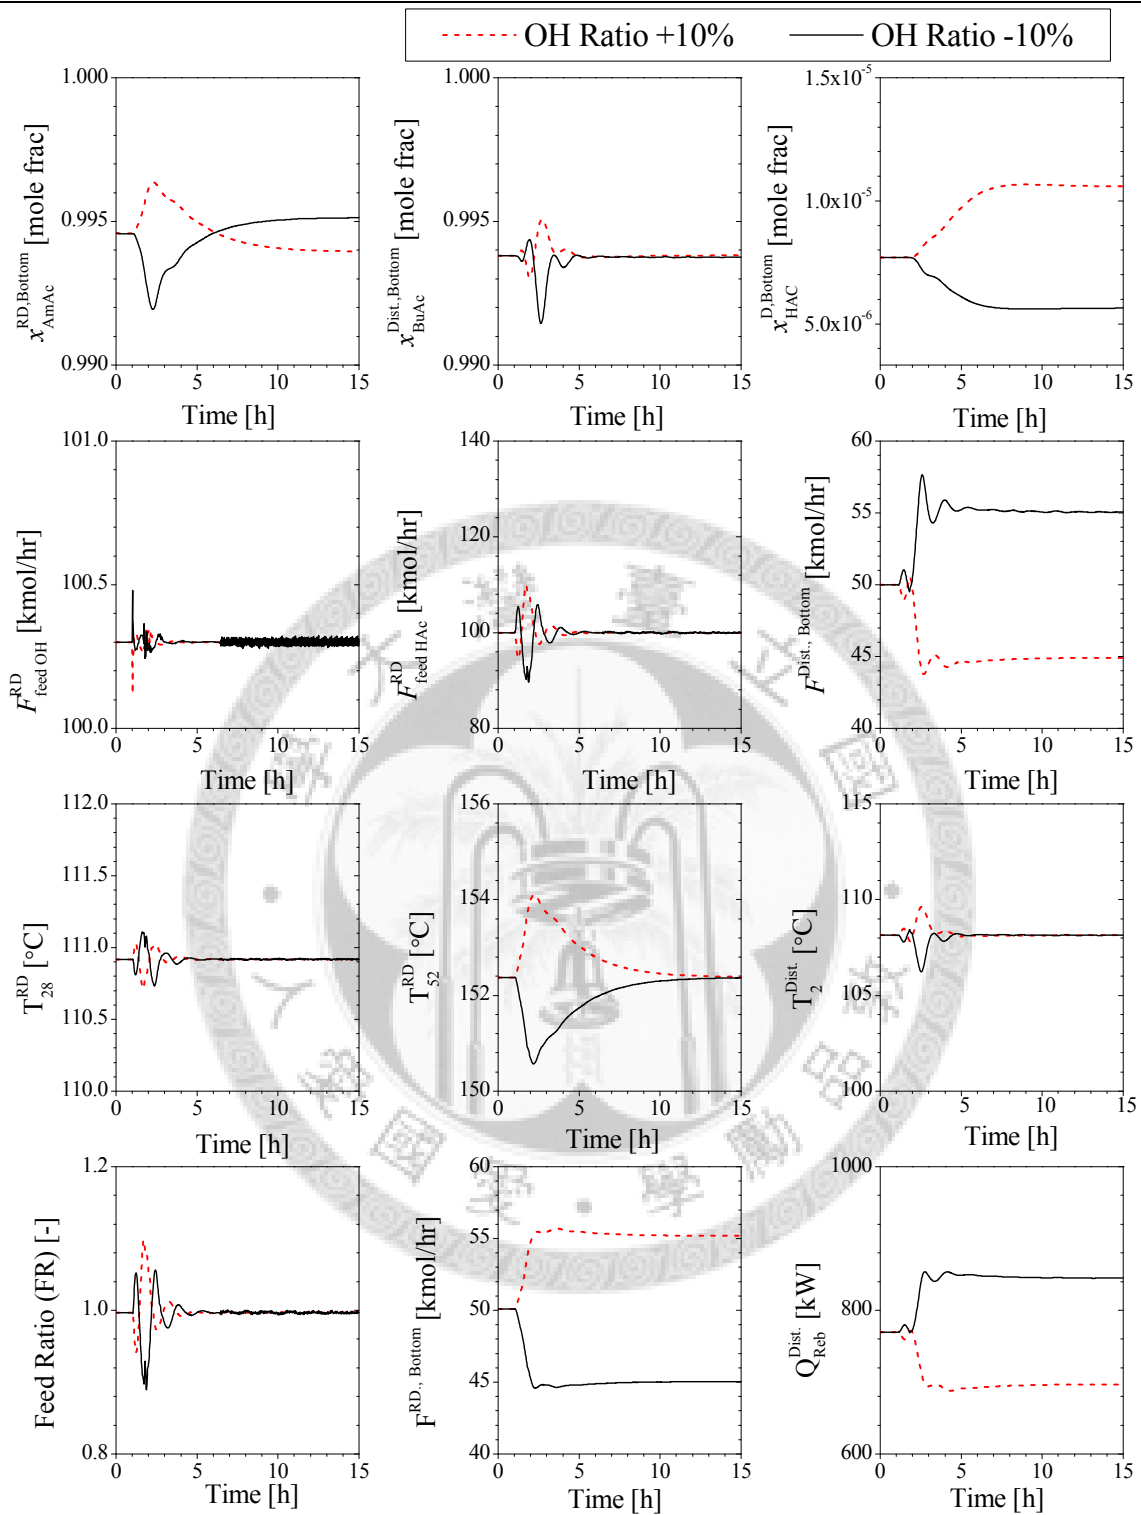 OH Ratio +10% OH Ratio -10%
1.000
0.995
0.990
0 5 10 15
Time [h]
x RD,Bottom AmAc [mole frac]
1.000
0.995
0.990
0 5 10 15
Time [h]
x Dist.,Bottom BuAc [mole frac]
1.5x10-5
1.0x10-5
5.0x10-6
0 5 10 15
Time [h]
x D,Bottom HAC [mole frac]
101.0
100.5
100.0
0 5 10 15
Time [h]
F RD feed OH [kmol/hr]
140
120
100
80
0 5 10 15
Time [h]
F RD feed HAc [kmol/hr]
60
55
50
45
40
0 5 10 15
Time [h]
F Dist., Bottom [kmol/hr]
112.0
111.5
111.0
110.5
110.0
0 5 10 15
Time [h]
T RD 28 [°C]
156
154
152
150
0 5 10 15
Time [h]
T RD 52 [°C]
115
110
105
100
0 5 10 15
Time [h]
T Dist. 2 [°C]
1.2
1.0
0.8
0 5 10 15
Time [h]
Feed Ratio (FR) [-]
60
55
50
45
40
0 5 10 15
Time [h]
F RD., Bottom [kmol/hr]
1000
800
600
0 5 10 15
Time [h]
Q Dist. Reb [kW]